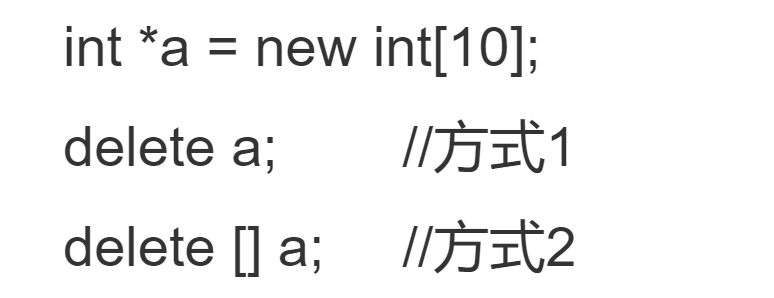 int *a = new int[10];
delete a; //方式1
delete [] a; //方式2